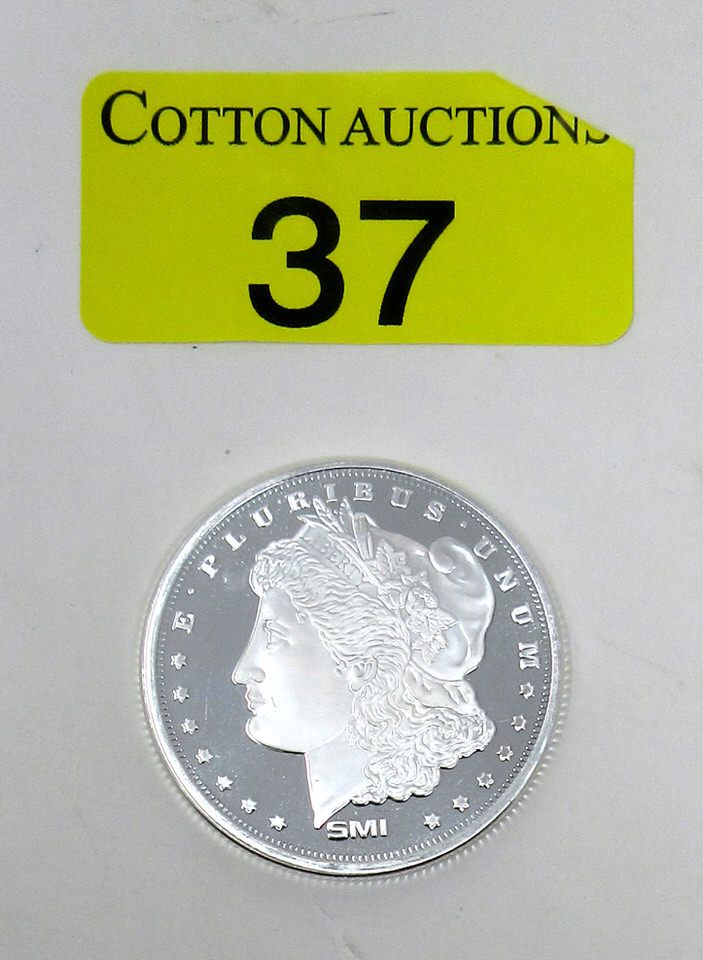 COTTON AUCTIONS
37
E · PLURIBUS · UNUM
SMI